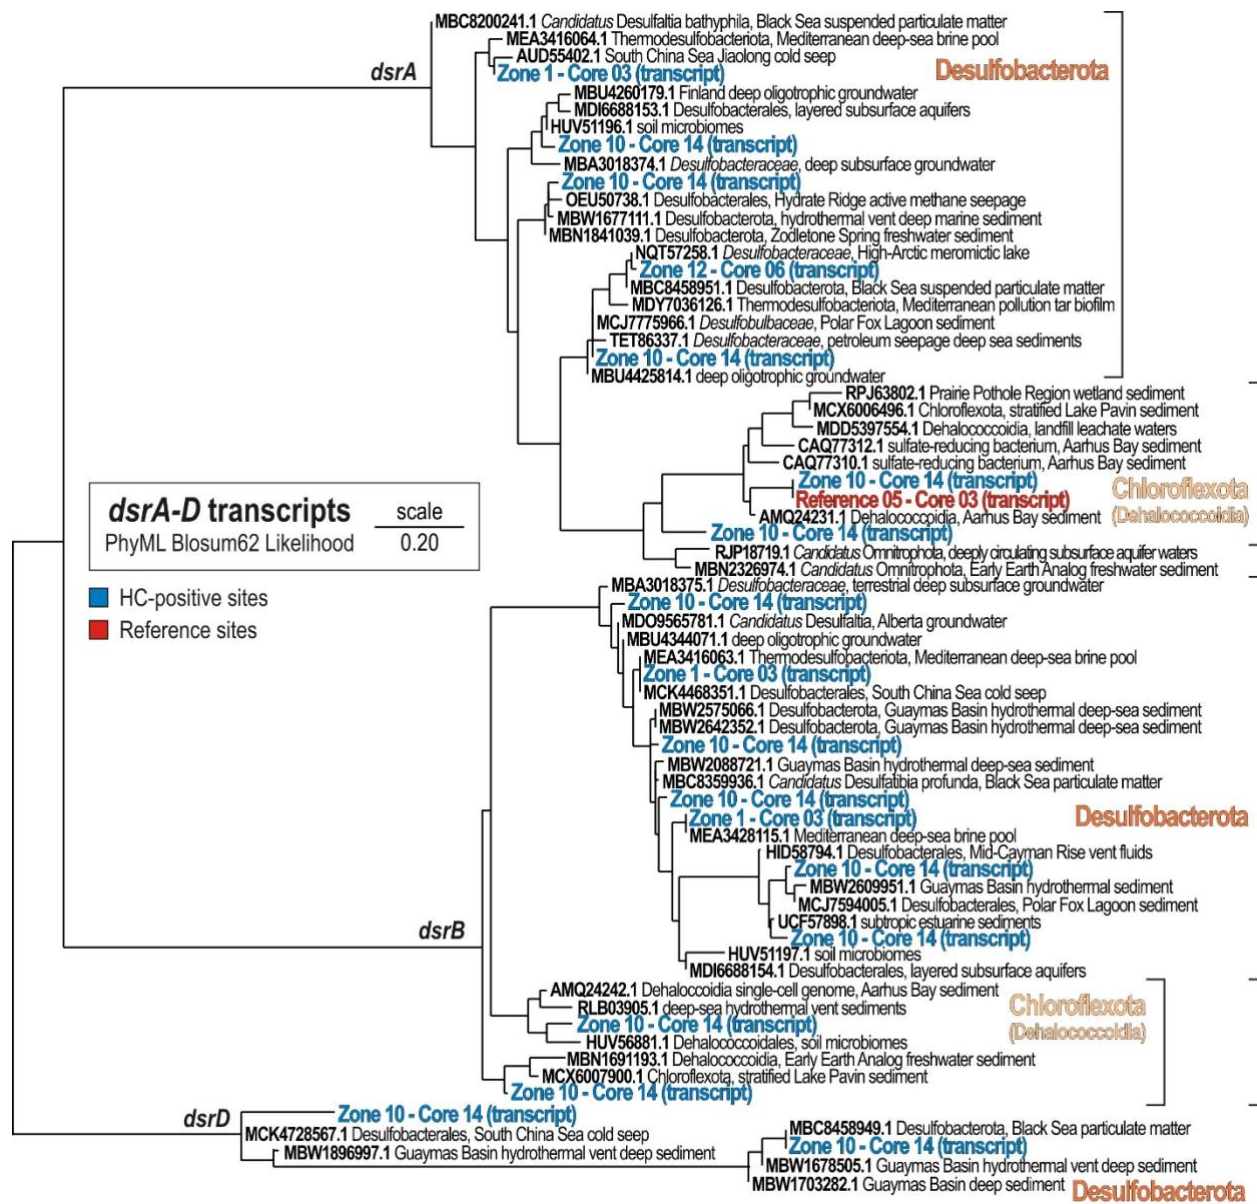 MBC8200241.1 Candidatus Desulfaltia bathyphila, Black Sea suspended particulate matter
MEA3416064.1 Thermodesulfobacteriota, Mediterranean deep-sea brine pool
dsrA
AUD55402.1 South China Sea Jiaolong cold seep
Zone 1 - Core 03 (transcript)
Desulfobacterota
MBU4260179.1 Finland deep oligotrophic groundwater
MDI6688153.1 Desulfobacterales, layered subsurface aquifers
HUV51196.1 soil microbiomes
Zone 10 - Core 14 (transcript)
MBA3018374.1 Desulfobacteraceae, deep subsurface groundwater
Zone 10 - Core 14 (transcript)
OEU50738.1 Desulfobacterales, Hydrate Ridge active methane seepage
MBW1677111.1 Desulfobacterota, hydrothermal vent deep marine sediment
MBN1841039.1 Desulfobacterota, Zodletone Spring freshwater sediment
NQT57258.1 Desulfobacteraceae, High-Arctic meromictic lake
Zone 12 - Core 06 (transcript)
MBC8458951.1 Desulfobacterota, Black Sea suspended particulate matter
MDY7036126.1 Thermodesulfobacteriota, Mediterranean pollution tar biofilm
MCJ7775966.1 Desulfobulbaceae, Polar Fox Lagoon sediment
TET86337.1 Desulfobacteraceae, petroleum seepage deep sea sediments
Zone 10 - Core 14 (transcript)
MBU4425814.1 deep oligotrophic groundwater
RPJ63802.1 Prairie Pothole Region wetland sediment
MCX6006496.1 Chloroflexota, stratified Lake Pavin sediment
MDD5397554.1 Dehalococcoidia, landfill leachate waters
CAQ77312.1 sulfate-reducing bacterium, Aarhus Bay sediment
CAQ77310.1 sulfate-reducing bacterium, Aarhus Bay sediment
Zone 10 - Core 14 (transcript)
Reference 05 - Core 03 (transcript)
Chloroflexota
(Dehalococcoidia)
AMQ24231.1 Dehalococcoidia, Aarhus Bay sediment
Zone 10 - Core 14 (transcript)
RJP18719.1 Candidatus Omnitrophota, deeply circulating subsurface aquifer waters
MBN2326974.1 Candidatus Omnitrophota, Early Earth Analog freshwater sediment
dsrA-D transcripts
PhyML Blosum62 Likelihood
scale
0.20
HC-positive sites
Reference sites
MBA3018375.1 Desulfobacteraceae, terrestrial deep subsurface groundwater
Zone 10 - Core 14 (transcript)
MDO9565781.1 Candidatus Desulfaltia, Alberta groundwater
MBU4344071.1 deep oligotrophic groundwater
MEA3416063.1 Thermodesulfobacteriota, Mediterranean deep-sea brine pool
Zone 1 - Core 03 (transcript)
MCK4468351.1 Desulfobacterales, South China Sea cold seep
MBW2575066.1 Desulfobacterota, Guaymas Basin hydrothermal deep-sea sediment
MBW2642352.1 Desulfobacterota, Guaymas Basin hydrothermal deep-sea sediment
Zone 10 - Core 14 (transcript)
MBW2088721.1 Guaymas Basin hydrothermal deep-sea sediment
MBC8359936.1 Candidatus Desulfatibia profunda, Black Sea particulate matter
Zone 10 - Core 14 (transcript)
Zone 1 - Core 03 (transcript)
Desulfobacterota
MEA3428115.1 Mediterranean deep-sea brine pool
HID58794.1 Desulfobacterales, Mid-Cayman Rise vent fluids
Zone 10 - Core 14 (transcript)
MBW2609951.1 Guaymas Basin hydrothermal sediment
MCJ7594005.1 Desulfobacterales, Polar Fox Lagoon sediment
UCF57898.1 subtropic estuarine sediments
dsrB
Zone 10 - Core 14 (transcript)
HUV51197.1 soil microbiomes
MDI6688154.1 Desulfobacterales, layered subsurface aquifers
AMQ24242.1 Dehaloccoidia single-cell genome, Aarhus Bay sediment
RLB03905.1 deep-sea hydrothermal vent sediments
Chloroflexota
(Dehalococcoidia)
Zone 10 - Core 14 (transcript)
HUV56881.1 Dehalococcoidales, soil microbiomes
MBN1691193.1 Dehalococcoidia, Early Earth Analog freshwater sediment
MCX6007900.1 Chloroflexota, stratified Lake Pavin sediment
Zone 10 - Core 14 (transcript)
dsrD
Zone 10 - Core 14 (transcript)
MCK4728567.1 Desulfobacterales, South China Sea cold seep
MBW1896997.1 Guaymas Basin hydrothermal vent deep sediment
MBC8458949.1 Desulfobacterota, Black Sea particulate matter
Zone 10 - Core 14 (transcript)
MBW1678505.1 Guaymas Basin hydrothermal vent deep sediment
MBW1703282.1 Guaymas Basin deep sediment
Desulfobacterota